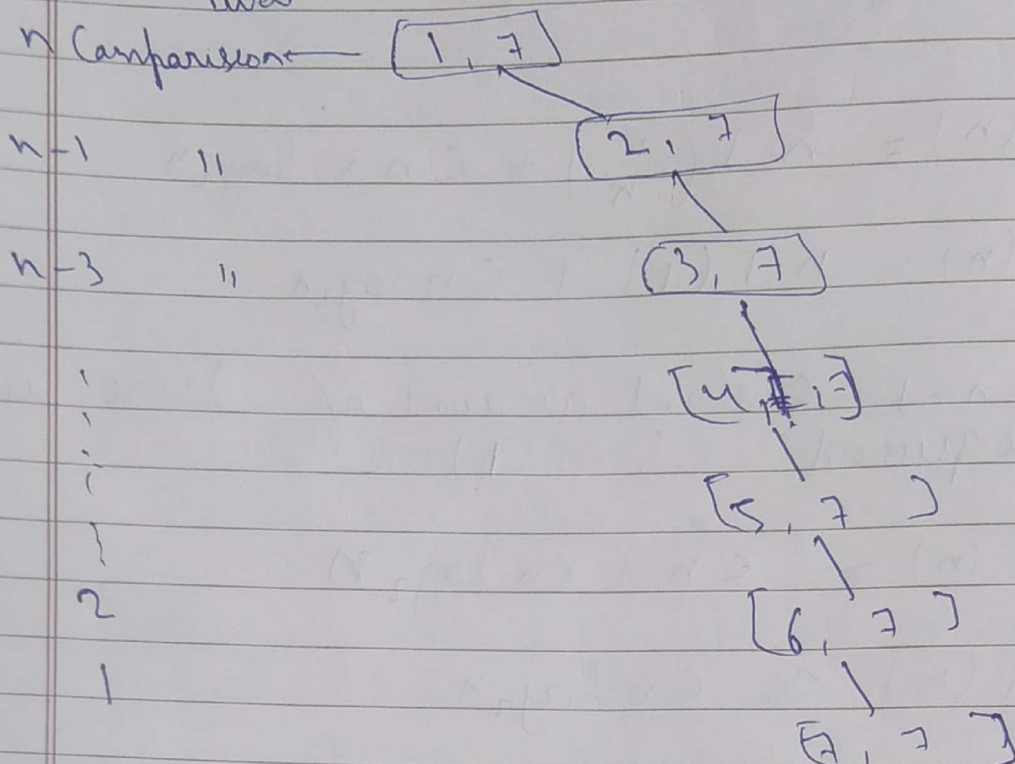 n Comparison — [1, 7]
[2, 7]
n-1 "
n-3 " [3, 7]
[4, 7]
[5, 7]
2 [6, 7]
1
[7, 7]